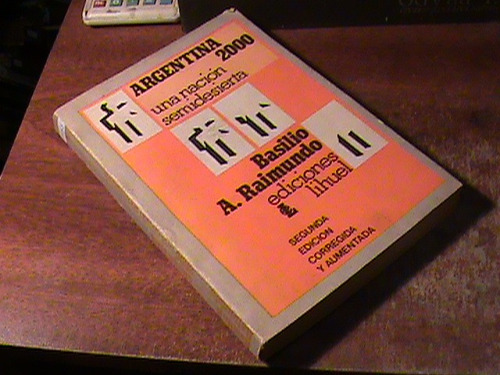 ARGENTINA
2000
una nación
semidesierta
Basilio
A. Raimundo
ediciones
lihuel
SEGUNDA
EDICION
CORREGIDA
Y AUMENTADA